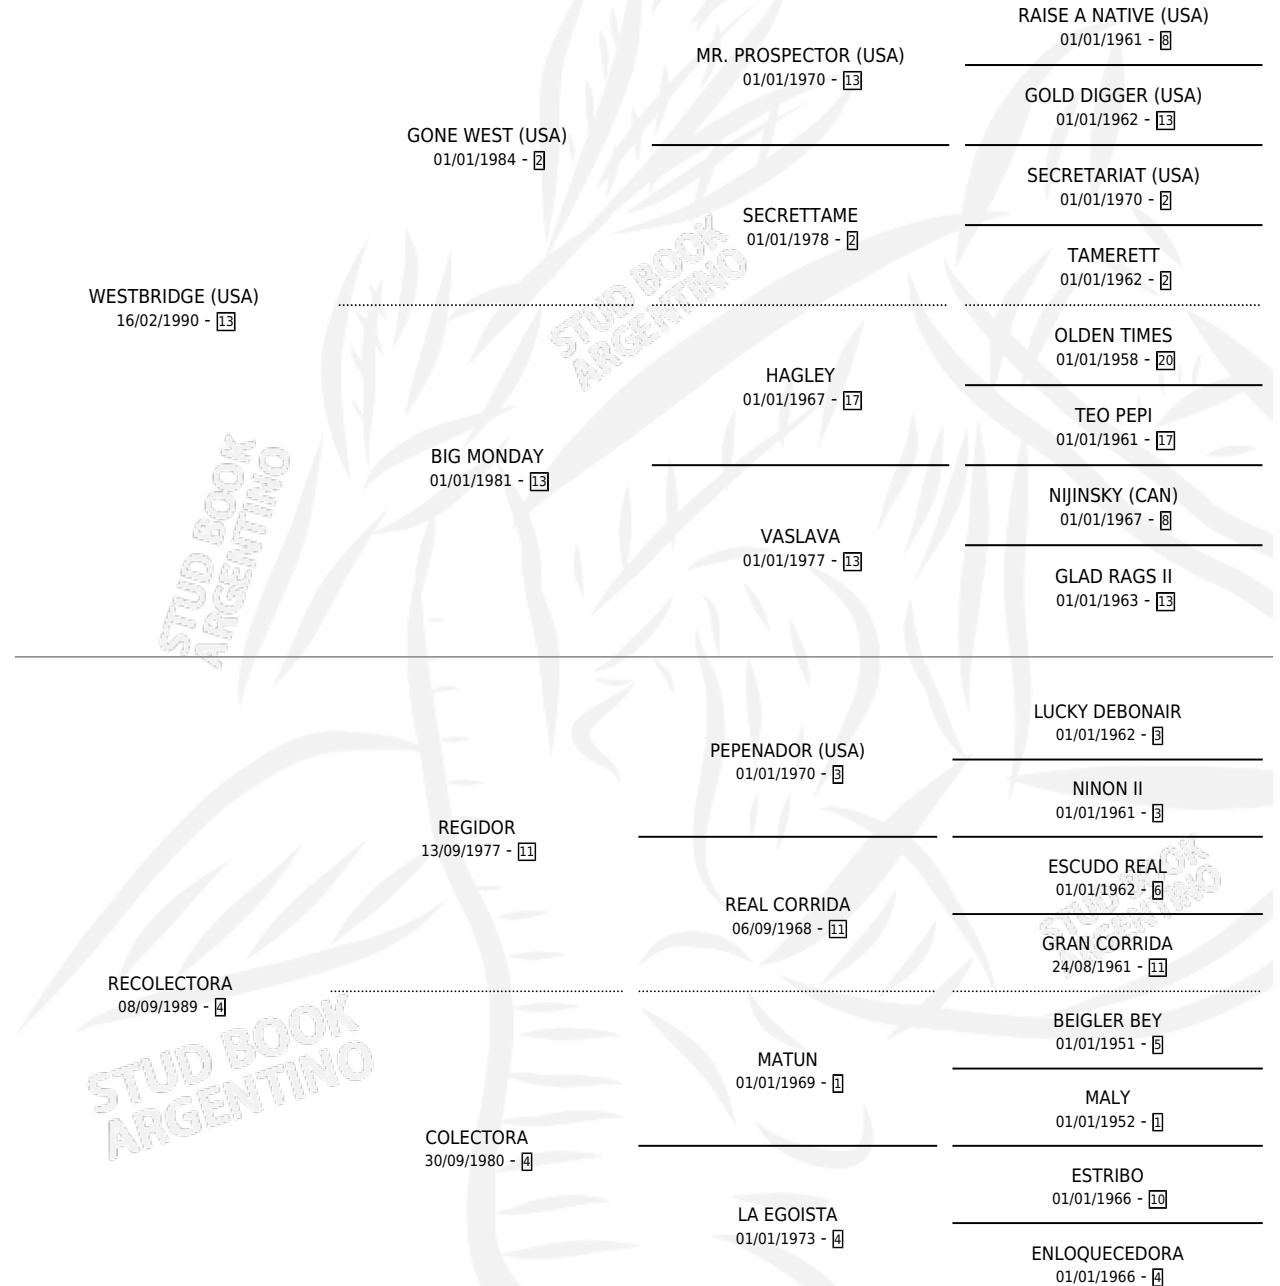 RAISE A NATIVE (USA)
01/01/1961 - 8
MR. PROSPECTOR (USA)
01/01/1970 - 13
GOLD DIGGER (USA)
01/01/1962 - 13
GONE WEST (USA)
01/01/1984 - 2
SECRETARIAT (USA)
01/01/1970 - 2
SECRETTAME
01/01/1978 - 2
TAMERETT
01/01/1962 - 2
WESTBRIDGE (USA)
16/02/1990 - 13
OLDEN TIMES
01/01/1958 - 20
HAGLEY
01/01/1967 - 17
TEO PEPI
01/01/1961 - 17
BIG MONDAY
01/01/1981 - 13
NIJINSKY (CAN)
01/01/1967 - 8
VASLAVA
01/01/1977 - 13
GLAD RAGS II
01/01/1963 - 13
LUCKY DEBONAIR
01/01/1962 - 3
PEPENADOR (USA)
01/01/1970 - 3
NINON II
01/01/1961 - 3
REGIDOR
13/09/1977 - 11
ESCUDO REAL
01/01/1962 - 6
REAL CORRIDA
06/09/1968 - 11
GRAN CORRIDA
24/08/1961 - 11
RECOLECTORA
08/09/1989 - 4
BEIGLER BEY
01/01/1951 - 5
MATUN
01/01/1969 - 1
MALY
01/01/1952 - 1
COLECTORA
30/09/1980 - 4
ESTRIBO
01/01/1966 - 10
LA EGOISTA
01/01/1973 - 4
ENLOQUECEDORA
01/01/1966 - 4
STUD BOOK
ARGENTINO
STUD BOOK
ARGENTINO
STUD BOOK
ARGENTINO
STUD BOOK
ARGENTINO